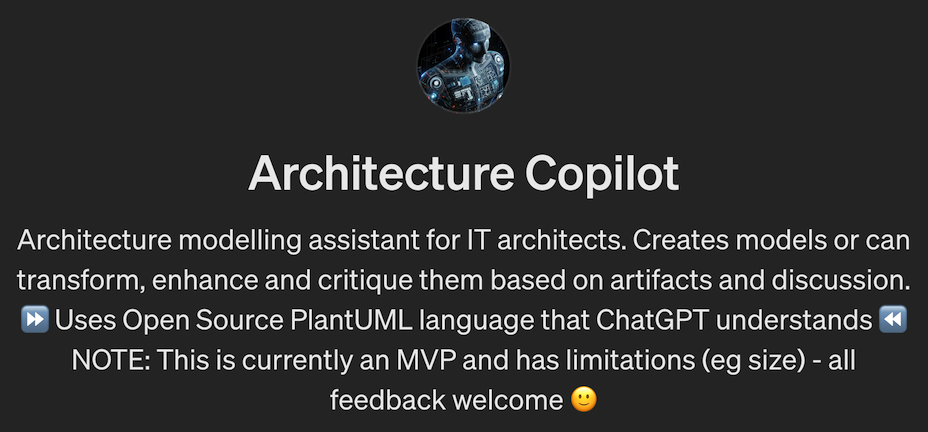 Architecture Copilot
Architecture modelling assistant for IT architects. Creates models or can
transform, enhance and critique them based on artifacts and discussion.
⏩ Uses Open Source PlantUML language that ChatGPT understands ⏪
NOTE: This is currently an MVP and has limitations (eg size) - all
feedback welcome 🙂